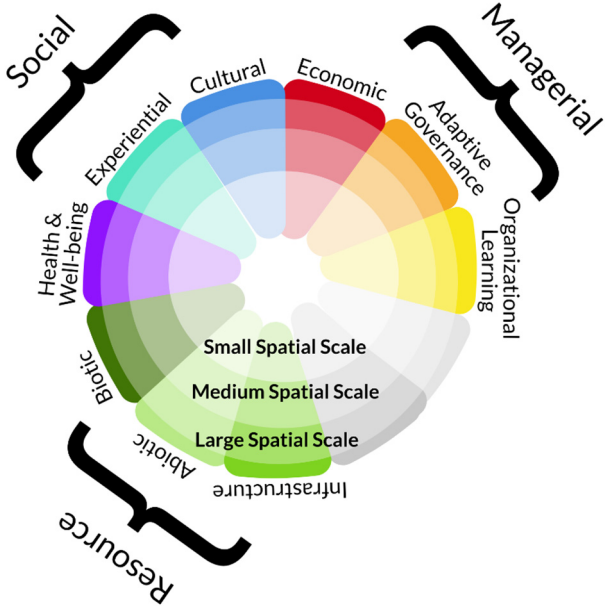 Social
Managerial
Cultural
Economic
Experiential
Adaptive
Governance
Health &
Well-being
Organizational
Learning
Small Spatial Scale
Medium Spatial Scale
Large Spatial Scale
Biotic
Abiotic
Infrastructure
Resource